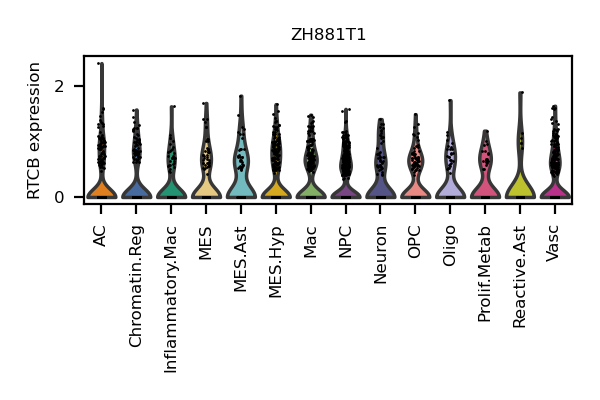 ZH881T1
RTCB expression
2
0
AC
Chromatin.Reg
Inflammatory.Mac
MES
MES.Ast
MES.Hyp
Mac
NPC
Neuron
OPC
Oligo
Prolif.Metab
Reactive.Ast
Vasc